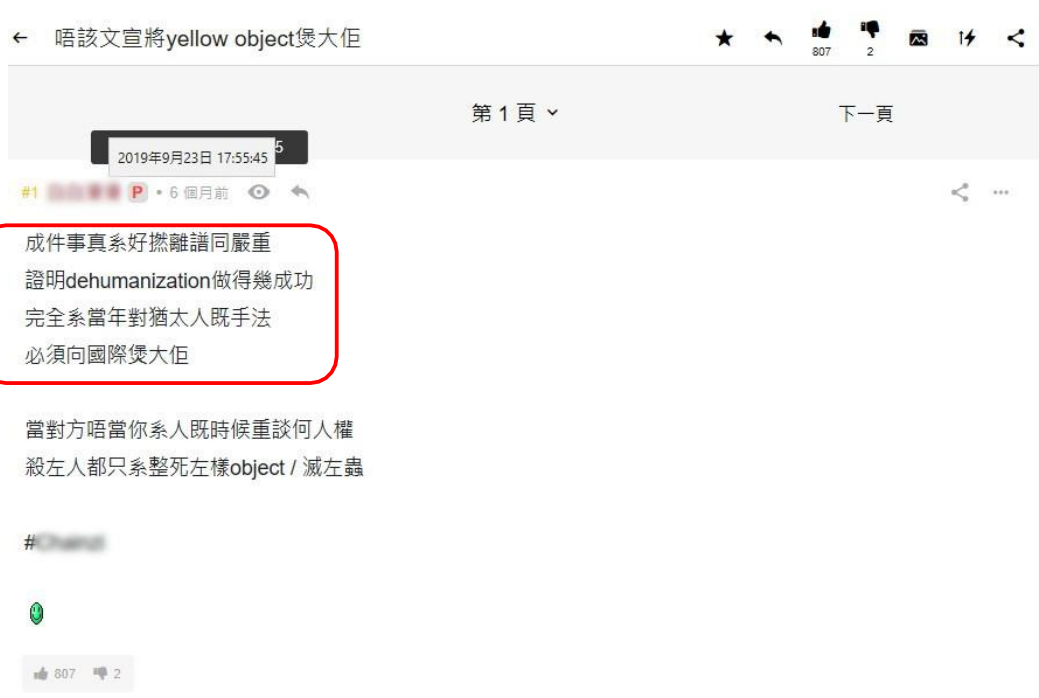 唔該文宣將yellow object煲大佢
807
2
第 1 頁
下一頁
5
2019年9月23日 17:55:45
#1 P • 6 個月前
成件事真系好撚離譜同嚴重
證明dehumanization做得幾成功
完全系當年對猶太人既手法
必須向國際煲大佢
當對方唔當你系人既時候重談何人權
殺左人都只系整死左樣object / 滅左蟲
#
807 2